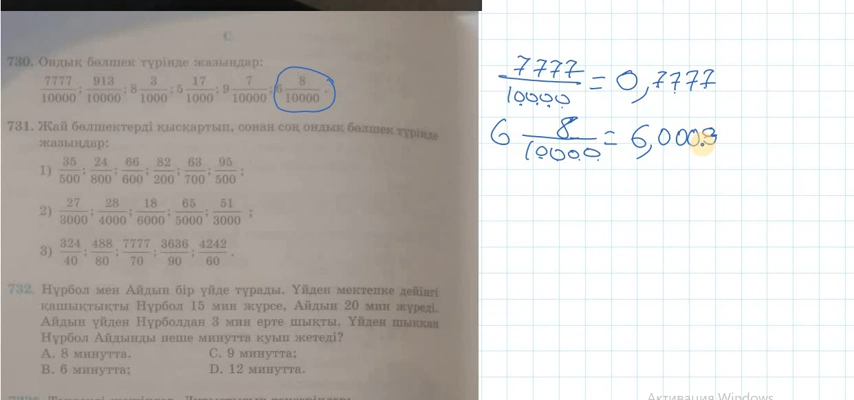 С
730. Ондық бөлшек түрінде жазыңдар:
7777/10000; 913/10000; 8 3/1000; 5 17/1000; 9 7/10000; 6 8/10000.
731. Жай бөлшектерді қысқартып, сонан соң ондық бөлшек түрінде
жазыңдар:
1) 35/500; 24/800; 66/600; 82/200; 63/700; 95/500;
2) 27/3000; 28/4000; 18/6000; 65/5000; 51/3000;
3) 324/40; 488/80; 7777/70; 3636/90; 4242/60.
732. Нұрбол мен Айдын бір үйде тұрады. Үйден мектепке дейінгі
қашықтықты Нұрбол 15 мин жүрсе, Айдын 20 мин жүреді.
Айдын үйден Нұрболдан 3 мин ерте шықты. Үйден шыққан
Нұрбол Айдынды неше минутта қуып жетеді?
А. 8 минутта. С. 9 минутта;
В. 6 минутта; D. 12 минутта.
7777/10000 = 0,7777
6 8/10000 = 6,0008
Активация Windows